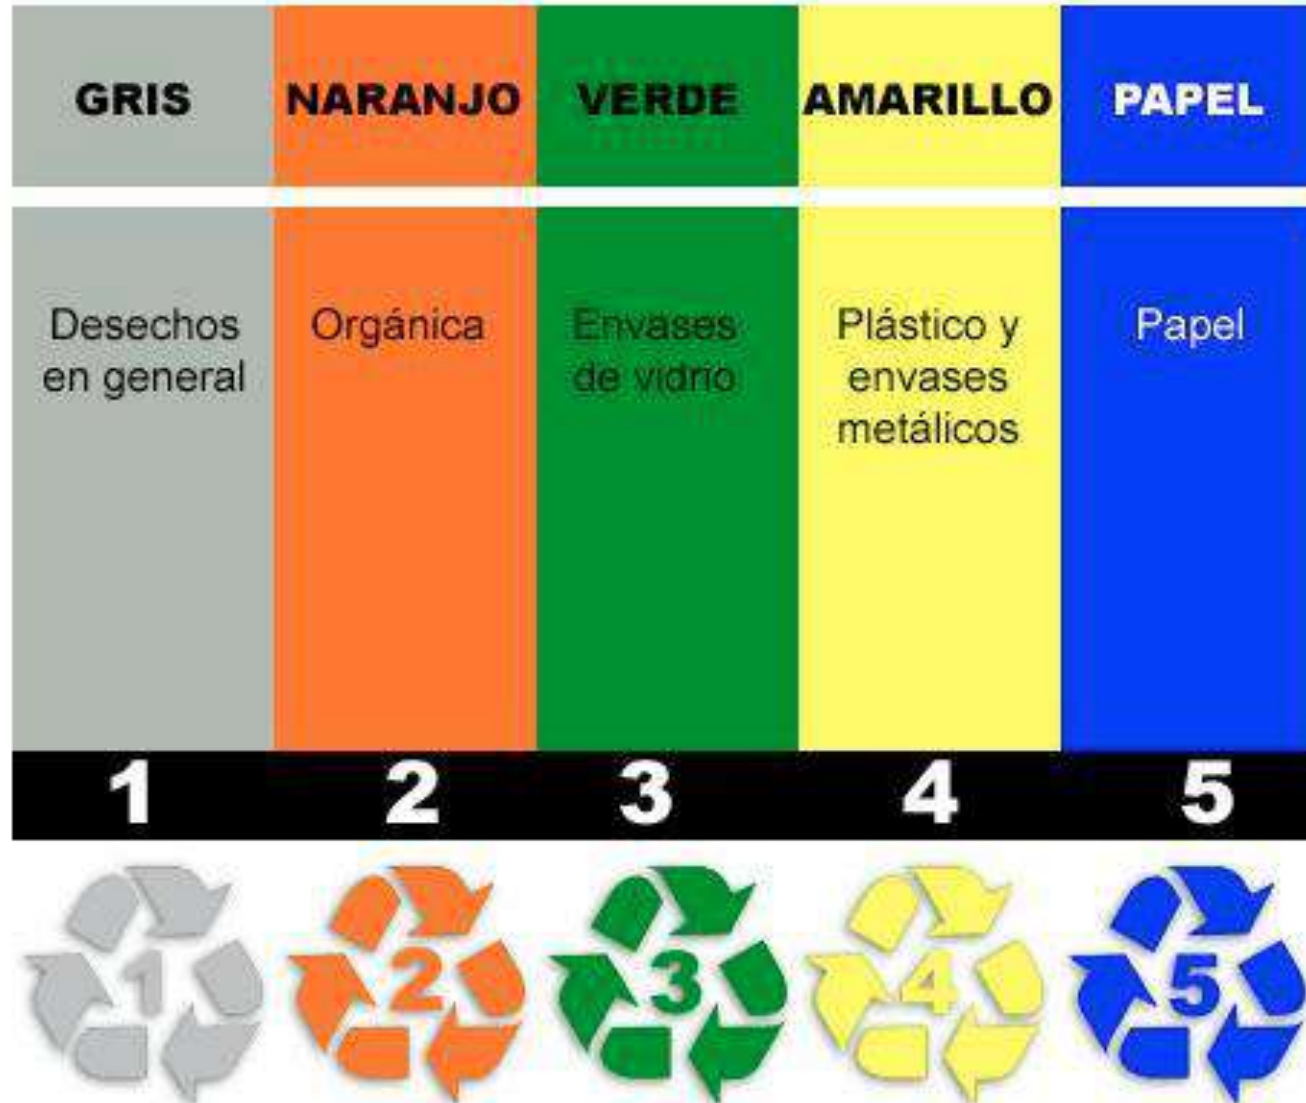 GRIS NARANJO VERDE AMARILLO PAPEL
Desechos
en general
Orgánica
Envases
de vidrio
Plástico y
envases
metálicos
Papel
1 2 3 4 5
1 2 3 4 5